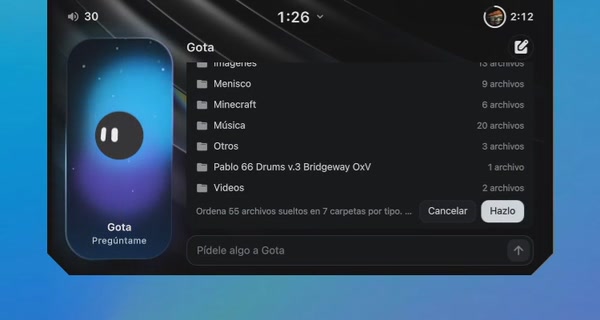 30
1:26
2:12
Gota
Imágenes 13 archivos
Menisco 9 archivos
Minecraft 6 archivos
Música 20 archivos
Otros 3 archivos
Pablo 66 Drums v.3 Bridgeway OxV 1 archivo
Videos 2 archivos
Ordena 55 archivos sueltos en 7 carpetas por tipo. ...
Cancelar
Hazlo
Gota
Pregúntame
Pídele algo a Gota